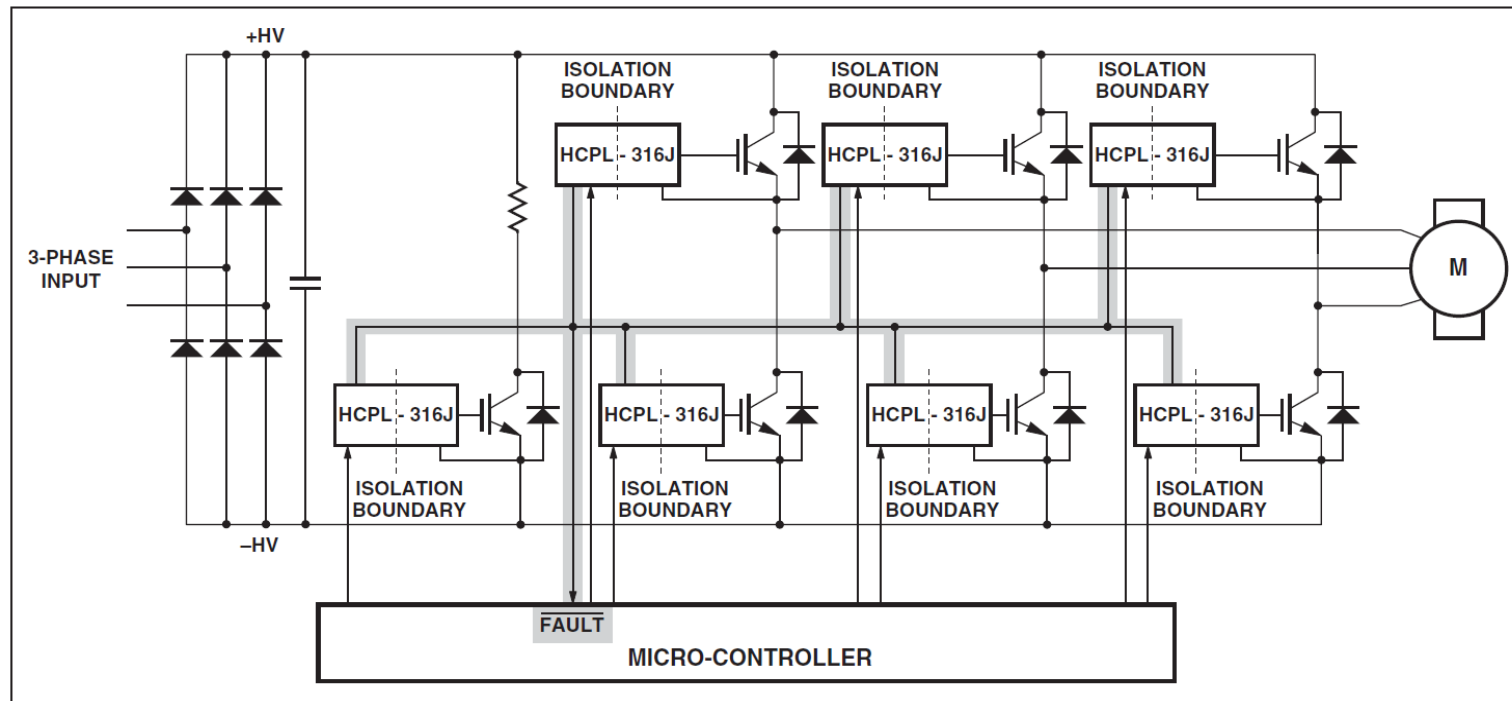 +HV
ISOLATION
BOUNDARY
ISOLATION
BOUNDARY
ISOLATION
BOUNDARY
HCPL - 316J
HCPL - 316J
HCPL - 316J
3-PHASE
INPUT
M
HCPL - 316J
HCPL - 316J
HCPL - 316J
HCPL - 316J
ISOLATION
BOUNDARY
ISOLATION
BOUNDARY
ISOLATION
BOUNDARY
ISOLATION
BOUNDARY
–HV
FAULT
MICRO-CONTROLLER